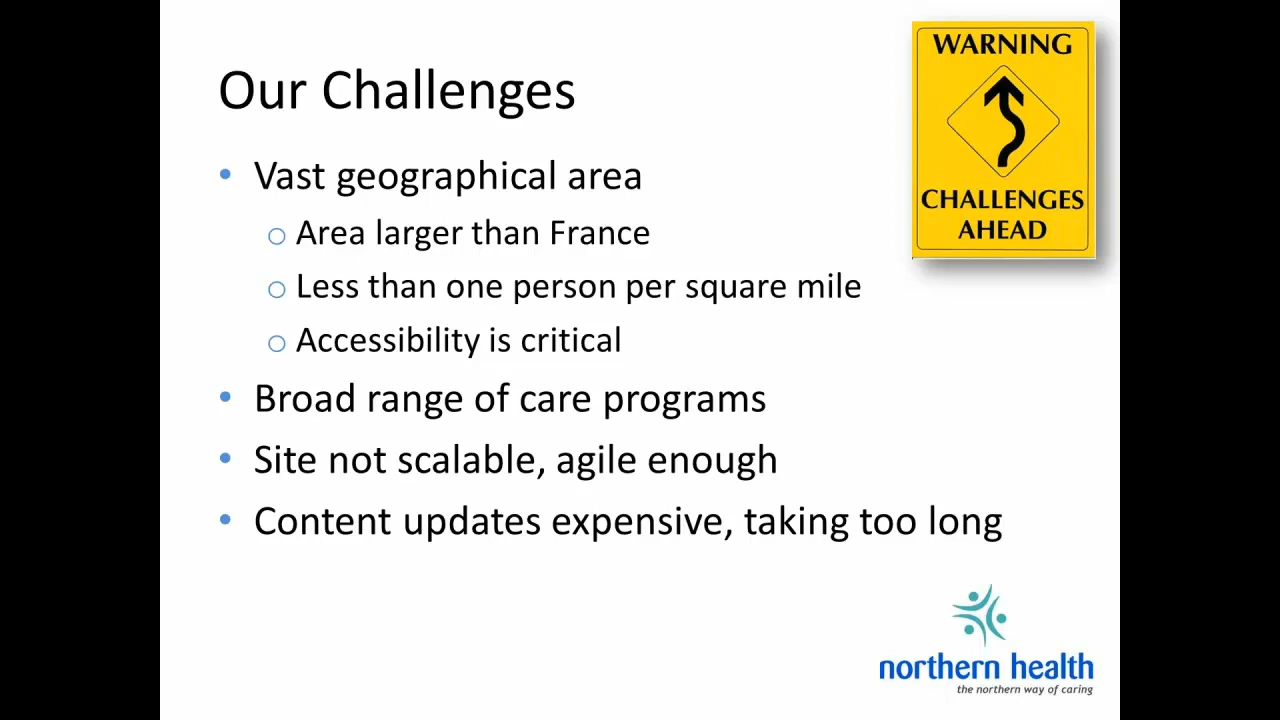 Our Challenges
WARNING
CHALLENGES
AHEAD
• Vast geographical area
o Area larger than France
o Less than one person per square mile
o Accessibility is critical
• Broad range of care programs
• Site not scalable, agile enough
• Content updates expensive, taking too long
northern health
the northern way of caring